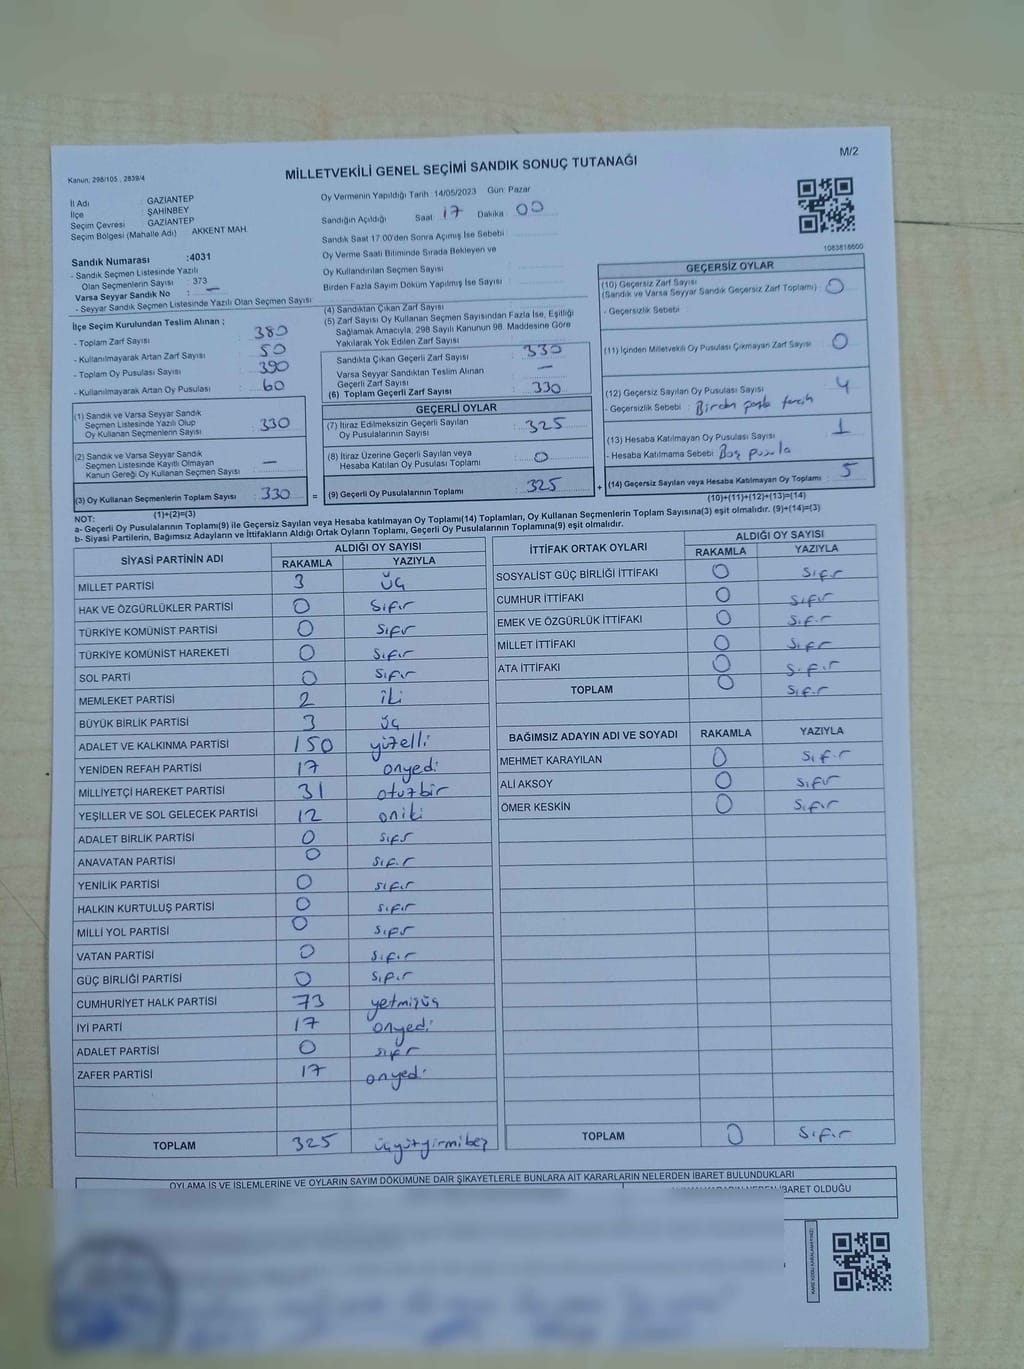 M/2
Kanun, 298/105 , 2839/4
MİLLETVEKİLİ GENEL SEÇİMİ SANDIK SONUÇ TUTANAĞI
İl Adı : GAZİANTEP
İlçe : ŞAHİNBEY
Seçim Çevresi : GAZİANTEP
Seçim Bölgesi (Mahalle Adı) : AKKENT MAH.
Sandık Numarası :4031
- Sandık Seçmen Listesinde Yazılı
Olan Seçmenlerin Sayısı : 373
Varsa Seyyar Sandık No : —
- Seyyar Sandık Seçmen Listesinde Yazılı Olan Seçmen Sayısı :
Oy Vermenin Yapıldığı Tarih :14/05/2023 Gün: Pazar
Sandığın Açıldığı Saat : 17 Dakika : 00
Sandık Saat 17:00'den Sonra Açımış İse Sebebi :
Oy Verme Saati Bitiminde Sırada Bekleyen ve
Oy Kullandırılan Seçmen Sayısı :
Birden Fazla Sayım Döküm Yapılmış İse Sayısı :
1083818600
İlçe Seçim Kurulundan Teslim Alınan :
- Toplam Zarf Sayısı : 380
- Kullanılmayarak Artan Zarf Sayısı : 50
- Toplam Oy Pusulası Sayısı : 390
- Kullanılmayarak Artan Oy Pusulası : 60
(1) Sandık ve Varsa Seyyar Sandık
Seçmen Listesinde Yazılı Olup
Oy Kullanan Seçmenlerin Sayısı : 330
(2) Sandık ve Varsa Seyyar Sandık
Seçmen Listesinde Kayıtlı Olmayan
Kanun Gereği Oy Kullanan Seçmen Sayısı : —
(3) Oy Kullanan Seçmenlerin Toplam Sayısı : 330
(1)+(2)=(3)
(4) Sandıktan Çıkan Zarf Sayısı :
(5) Zarf Sayısı Oy Kullanan Seçmen Sayısından Fazla İse, Eşitliği
Sağlamak Amacıyla, 298 Sayılı Kanunun 98. Maddesine Göre
Yakılarak Yok Edilen Zarf Sayısı :
Sandıkta Çıkan Geçerli Zarf Sayısı : 330
Varsa Seyyar Sandıktan Teslim Alınan
Geçerli Zarf Sayısı : —
(6) Toplam Geçerli Zarf Sayısı : 330
GEÇERLİ OYLAR
(7) İtiraz Edilmeksizin Geçerli Sayılan
Oy Pusulalarının Sayısı : 325
(8) İtiraz Üzerine Geçerli Sayılan veya
Hesaba Katılan Oy Pusulası Toplamı : 0
= (9) Geçerli Oy Pusulalarının Toplamı : 325 +
GEÇERSİZ OYLAR
(10) Geçersiz Zarf Sayısı
(Sandık ve Varsa Seyyar Sandık Geçersiz Zarf Toplamı) : 0
- Geçersizlik Sebebi :
(11) İçinden Milletvekili Oy Pusulası Çıkmayan Zarf Sayısı : 0
(12) Geçersiz Sayılan Oy Pusulası Sayısı : 4
- Geçersizlik Sebebi : Birden fazla tercih
(13) Hesaba Katılmayan Oy Pusulası Sayısı : 1
- Hesaba Katılmama Sebebi : Boş pusula
(14) Geçersiz Sayılan veya Hesaba Katılmayan Oy Toplamı : 5
(10)+(11)+(12)+(13)=(14)
NOT:
a- Geçerli Oy Pusulalarının Toplamı(9) ile Geçersiz Sayılan veya Hesaba katılmayan Oy Toplamı(14) Toplamları, Oy Kullanan Seçmenlerin Toplam Sayısına(3) eşit olmalıdır. (9)+(14)=(3)
b- Siyasi Partilerin, Bağımsız Adayların ve İttifakların Aldığı Ortak Oyların Toplamı, Geçerli Oy Pusulalarının Toplamına(9) eşit olmalıdır.
SİYASİ PARTİNİN ADI ALDIĞI OY SAYISI
RAKAMLA YAZIYLA
MİLLET PARTİSİ 3 üç
HAK VE ÖZGÜRLÜKLER PARTİSİ 0 Sıfır
TÜRKİYE KOMÜNİST PARTİSİ 0 Sıfır
TÜRKİYE KOMÜNİST HAREKETİ 0 Sıfır
SOL PARTİ 0 Sıfır
MEMLEKET PARTİSİ 2 iki
BÜYÜK BİRLİK PARTİSİ 3 üç
ADALET VE KALKINMA PARTİSİ 150 yüzelli
YENİDEN REFAH PARTİSİ 17 onyedi
MİLLİYETÇİ HAREKET PARTİSİ 31 otuzbir
YEŞİLLER VE SOL GELECEK PARTİSİ 12 oniki
ADALET BİRLİK PARTİSİ 0 sıfır
ANAVATAN PARTİSİ 0 sıfır
YENİLİK PARTİSİ 0 sıfır
HALKIN KURTULUŞ PARTİSİ 0 sıfır
MİLLİ YOL PARTİSİ 0 sıfır
VATAN PARTİSİ 0 sıfır
GÜÇ BİRLİĞİ PARTİSİ 0 sıfır
CUMHURİYET HALK PARTİSİ 73 yetmişüç
İYİ PARTİ 17 onyedi
ADALET PARTİSİ 0 sıfır
ZAFER PARTİSİ 17 onyedi
TOPLAM 325 üçyüzyirmibeş
İTTİFAK ORTAK OYLARI ALDIĞI OY SAYISI
RAKAMLA YAZIYLA
SOSYALİST GÜÇ BİRLİĞİ İTTİFAKI 0 sıfır
CUMHUR İTTİFAKI 0 sıfır
EMEK VE ÖZGÜRLÜK İTTİFAKI 0 sıfır
MİLLET İTTİFAKI 0 sıfır
ATA İTTİFAKI 0 sıfır
TOPLAM 0 sıfır
BAĞIMSIZ ADAYIN ADI VE SOYADI RAKAMLA YAZIYLA
MEHMET KARAYILAN 0 sıfır
ALİ AKSOY 0 sıfır
ÖMER KESKİN 0 sıfır
TOPLAM 0 sıfır
OYLAMA İŞ VE İŞLEMLERİNE VE OYLARIN SAYIM DÖKÜMÜNE DAİR ŞİKAYETLERLE BUNLARA AİT KARARLARIN NELERDEN İBARET BULUNDUKLARI
İBARET OLDUĞU